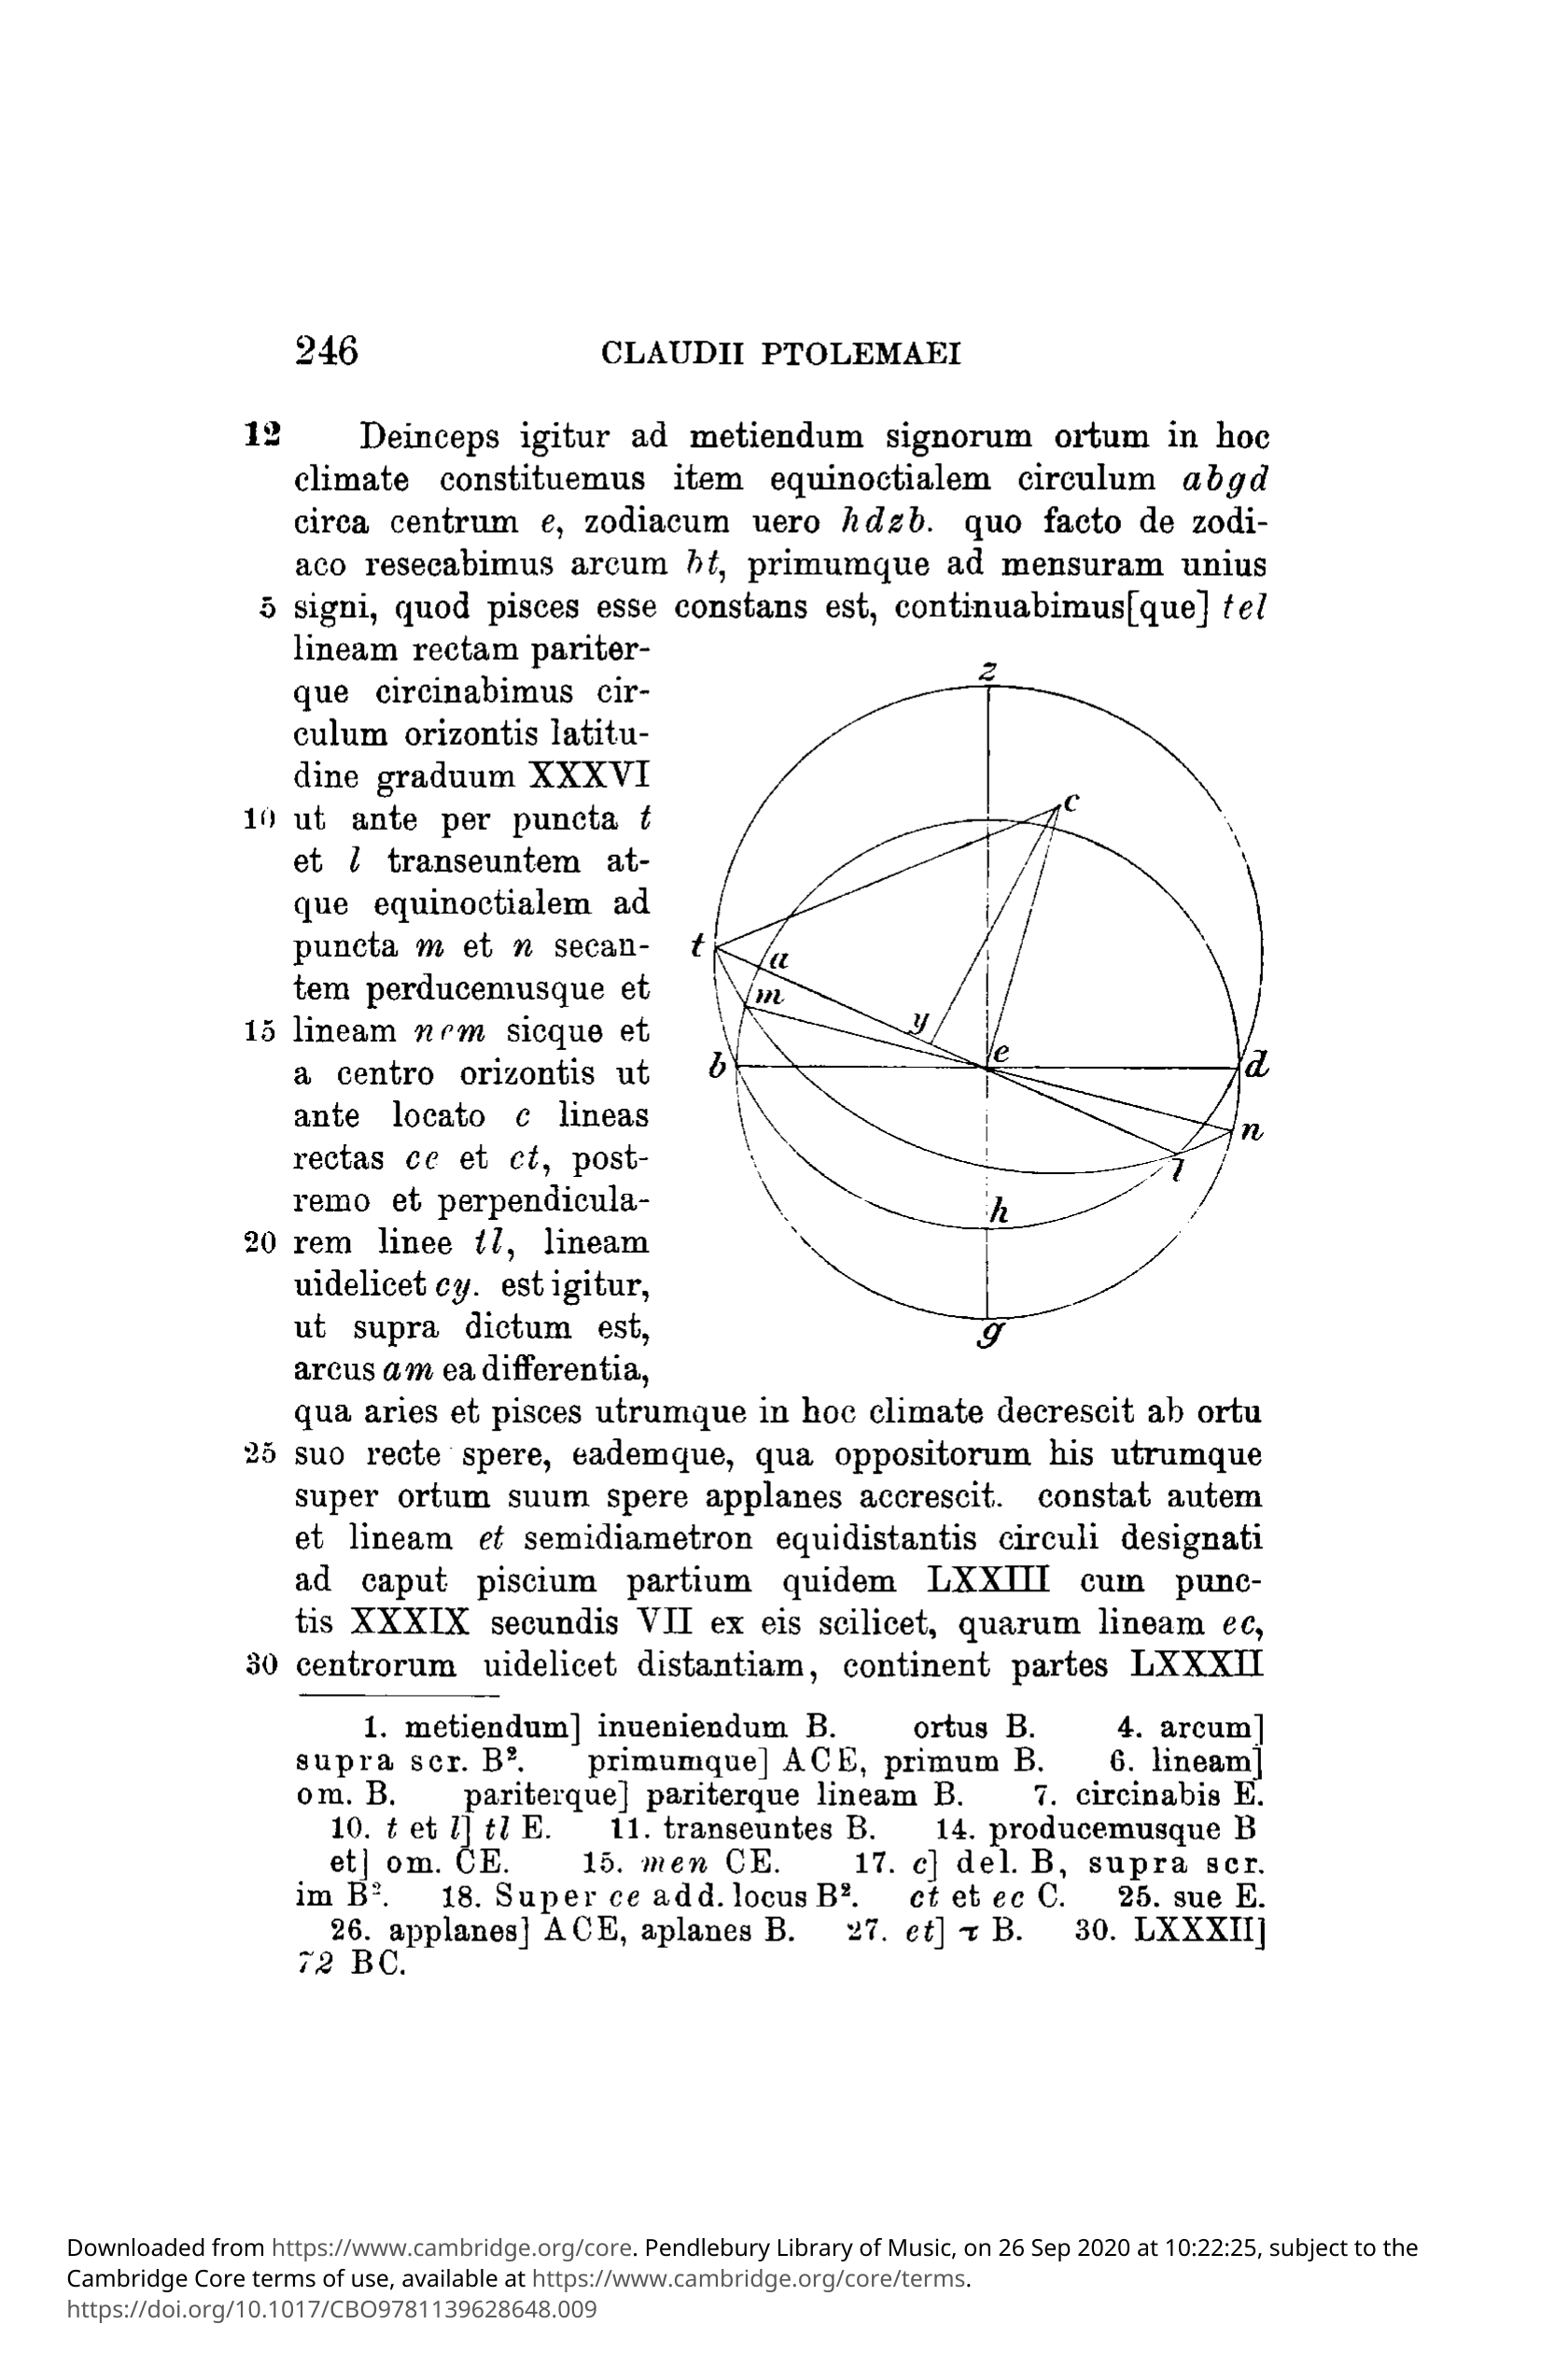 246 CLAUDII PTOLEMAEI
12 Deinceps igitur ad metiendum signorum ortum in hoc
climate constituemus item equinoctialem circulum abgd
circa centrum e, zodiacum uero hdzb. quo facto de zodi-
aco resecabimus arcum bt, primumque ad mensuram unius
5 signi, quod pisces esse constans est, continuabimus[que] tel
lineam rectam pariter-
que circinabimus cir-
culum orizontis latitu-
dine graduum XXXVI
10 ut ante per puncta t
et l transeuntem at-
que equinoctialem ad
puncta m et n secan-
tem perducemusque et
15 lineam nem sicque et
a centro orizontis ut
ante locato c lineas
rectas ce et ct, post-
remo et perpendicula-
20 rem linee tl, lineam
uidelicet cy. est igitur,
ut supra dictum est,
arcus am ea differentia,
z
c
t
a
m
y
e
b
d
n
l
h
g
qua aries et pisces utrumque in hoc climate decrescit ab ortu
25 suo recte spere, eademque, qua oppositorum his utrumque
super ortum suum spere applanes accrescit. constat autem
et lineam et semidiametron equidistantis circuli designati
ad caput piscium partium quidem LXXIII cum punc-
tis XXXIX secundis VII ex eis scilicet, quarum lineam ec,
30 centrorum uidelicet distantiam, continent partes LXXXII
1. metiendum] inueniendum B. ortus B. 4. arcum]
supra scr. B². primumque] ACE, primum B. 6. lineam]
om. B. pariterque] pariterque lineam B. 7. circinabis E.
10. t et l] tl E. 11. transeuntes B. 14. producemusque B
et] om. CE. 15. men CE. 17. c] del. B, supra scr.
im B². 18. Super ce add. locus B². ct et ec C. 25. sue E.
26. applanes] ACE, aplanes B. 27. et] τ B. 30. LXXXII]
72 BC.
Downloaded from https://www.cambridge.org/core. Pendlebury Library of Music, on 26 Sep 2020 at 10:22:25, subject to the
Cambridge Core terms of use, available at https://www.cambridge.org/core/terms.
https://doi.org/10.1017/CBO9781139628648.009